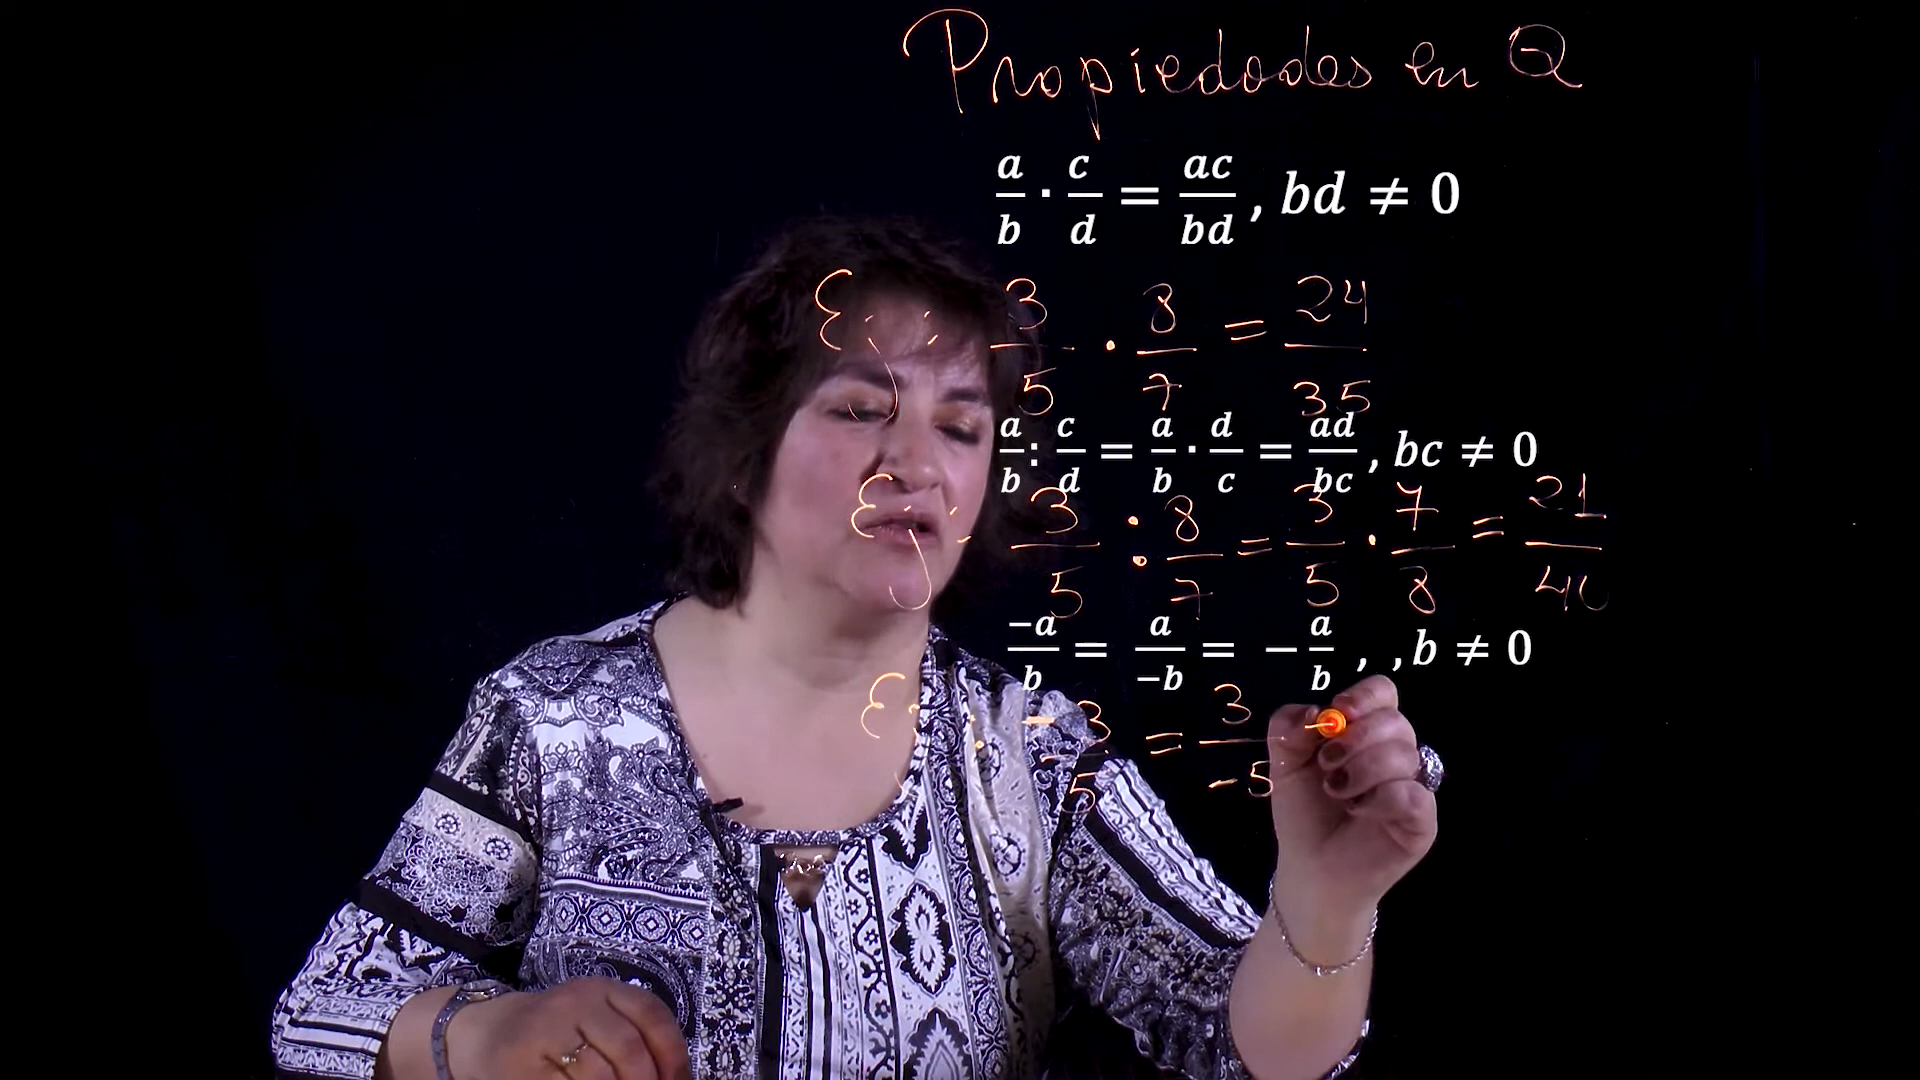 Propiedades en Q
a/b · c/d = ac/bd , bd ≠ 0
Ej: 3/5 · 8/7 = 24/35
a/b : c/d = a/b · d/c = ad/bc , bc ≠ 0
Ej: 3/5 : 8/7 = 3/5 · 7/8 = 21/40
-a/b = a/-b = - a/b , , b ≠ 0
Ej: -3/5 = 3/-5